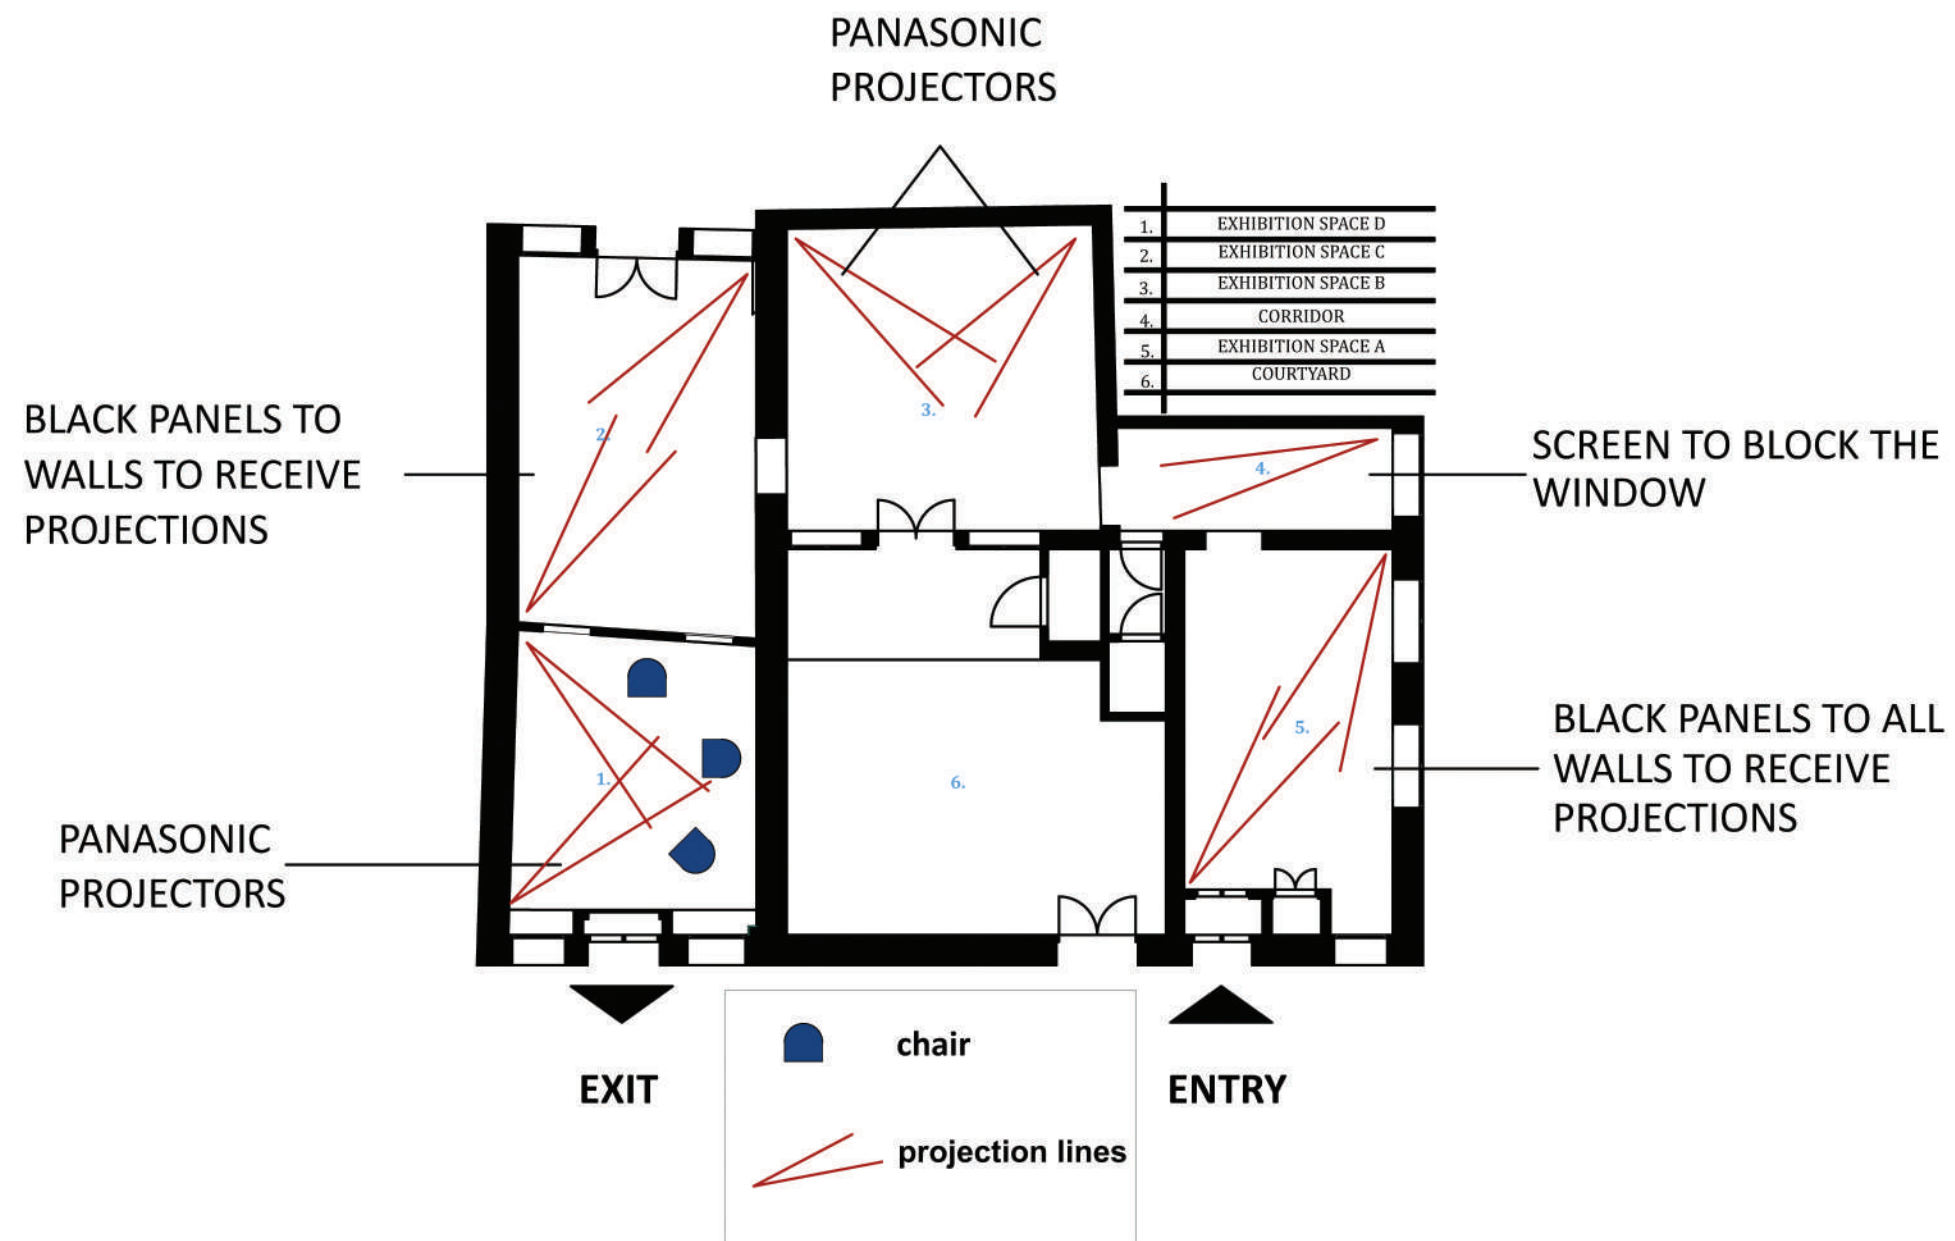 PANASONIC
PROJECTORS
1. EXHIBITION SPACE D
2. EXHIBITION SPACE C
3. EXHIBITION SPACE B
4. CORRIDOR
5. EXHIBITION SPACE A
6. COURTYARD
BLACK PANELS TO
WALLS TO RECEIVE
PROJECTIONS
2.
3.
4.
SCREEN TO BLOCK THE
WINDOW
PANASONIC
PROJECTORS
1.
6.
5.
BLACK PANELS TO ALL
WALLS TO RECEIVE
PROJECTIONS
EXIT
ENTRY
chair
projection lines